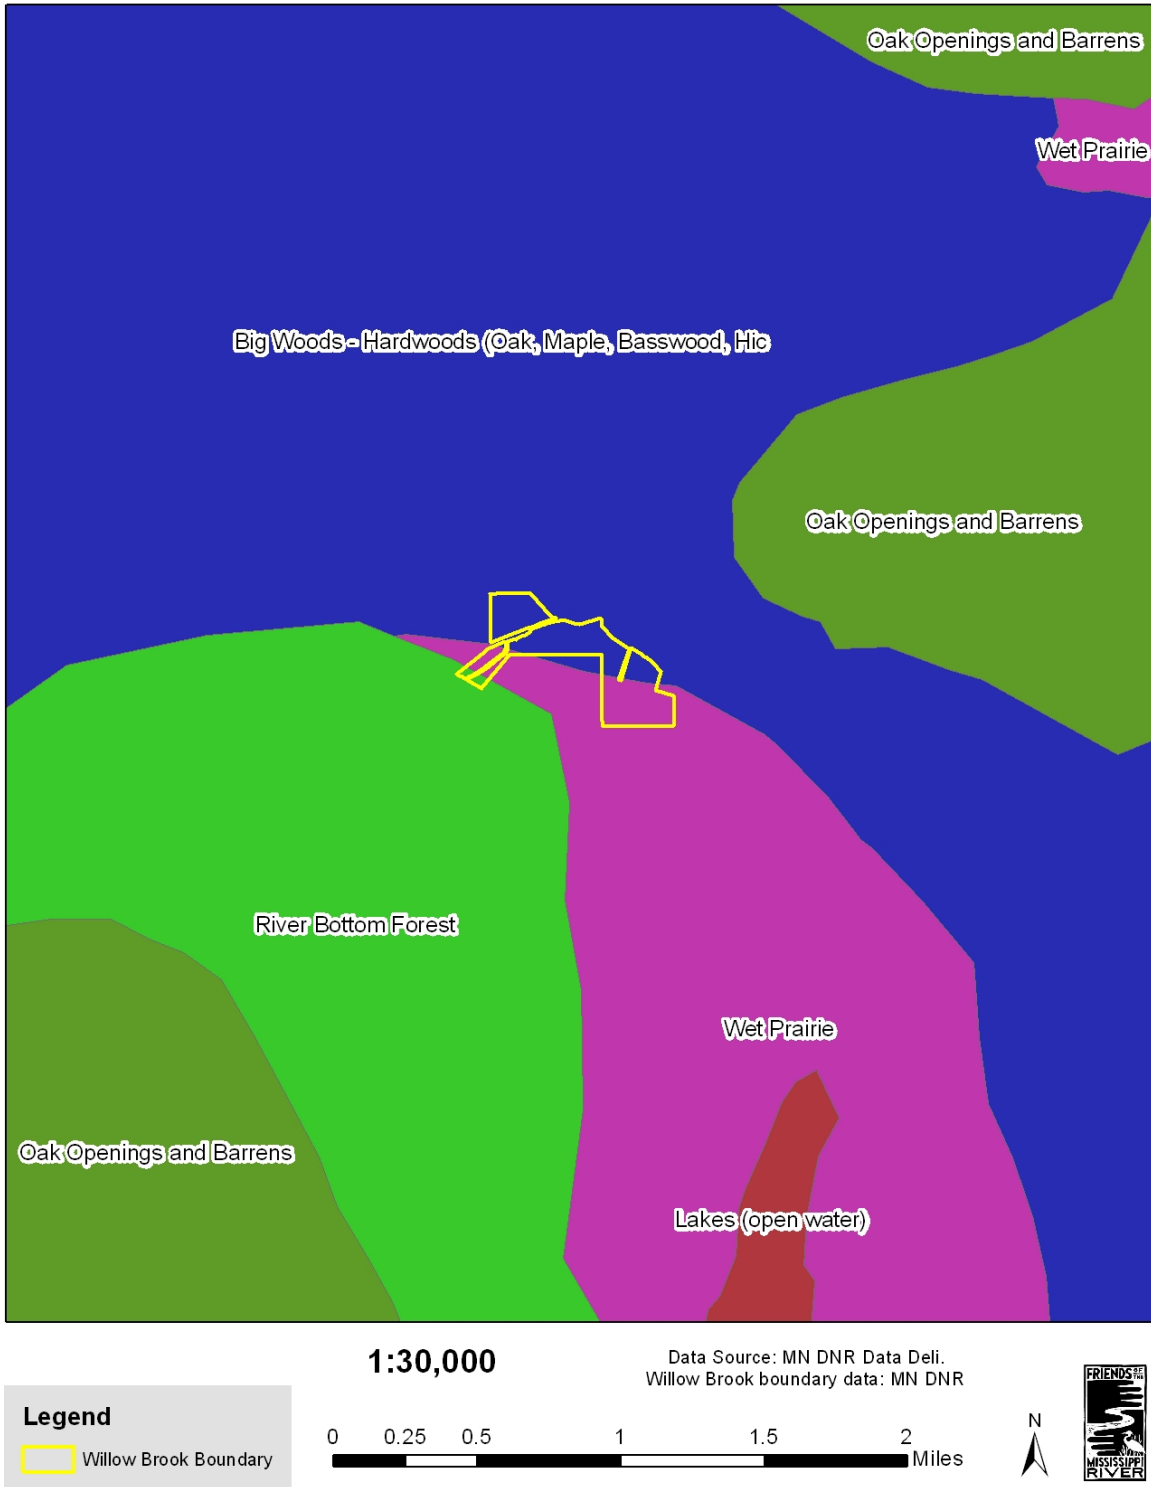 Oak Openings and Barrens
Wet Prairie
Big Woods - Hardwoods (Oak, Maple, Basswood, Hic
Oak Openings and Barrens
River Bottom Forest
Wet Prairie
Oak Openings and Barrens
Lakes (open water)
1:30,000
Data Source: MN DNR Data Deli.
Willow Brook boundary data: MN DNR
Legend
Willow Brook Boundary
0 0.25 0.5 1 1.5 2
Miles
N
FRIENDS OF THE
MISSISSIPPI
RIVER